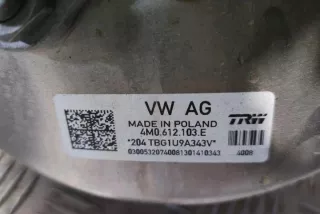 VW AG
MADE IN POLAND
4M0.612.103.E
TRW
*204 TBG1U9A343V*